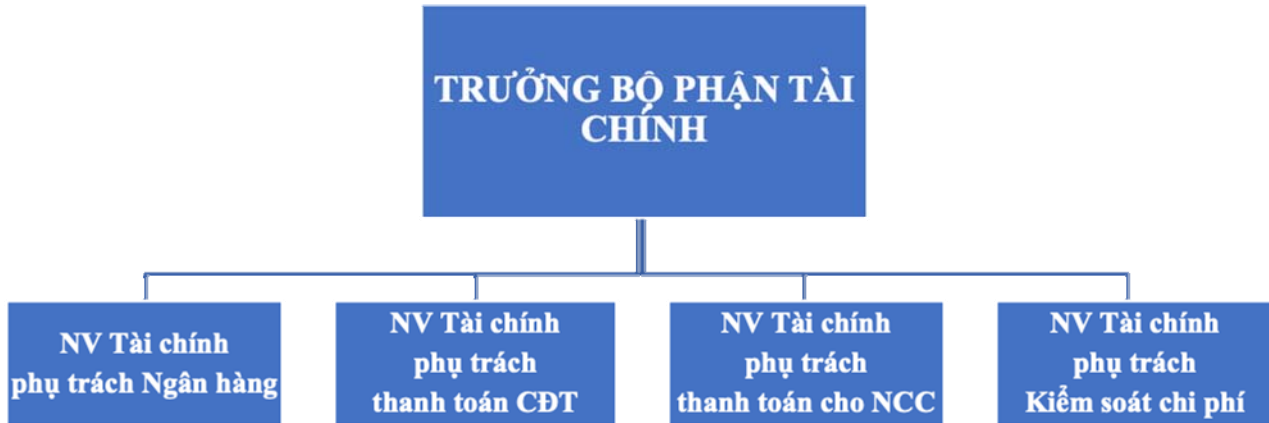 TRƯỞNG BỘ PHẬN TÀI
CHÍNH
NV Tài chính
phụ trách Ngân hàng
NV Tài chính
phụ trách
thanh toán CĐT
NV Tài chính
phụ trách
thanh toán cho NCC
NV Tài chính
phụ trách
Kiểm soát chi phí